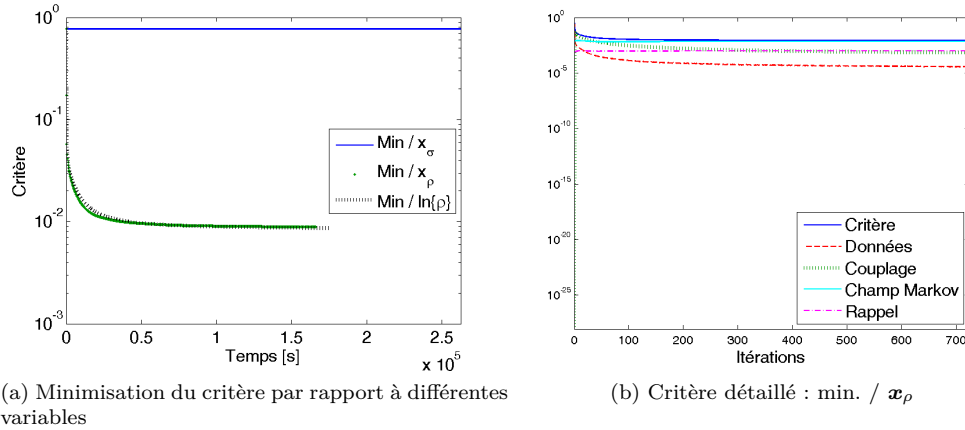 10^0
10^-1
10^-2
10^-3
Critère
0 0.5 1 1.5 2 2.5
Temps [s]
x 10^5
Min / x_σ
Min / x_ρ
Min / ln{ρ}
(a) Minimisation du critère par rapport à différentes
variables
10^0
10^-5
10^-10
10^-15
10^-20
10^-25
0 100 200 300 400 500 600 700
Itérations
Critère
Données
Couplage
Champ Markov
Rappel
(b) Critère détaillé : min. / x_ρ